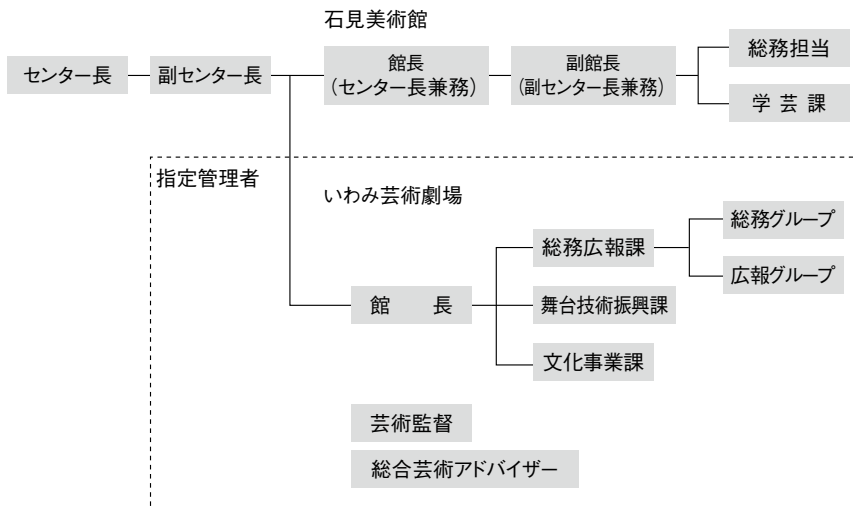 石見美術館
センター長
副センター長
館長
(センター長兼務)
副館長
(副センター長兼務)
総務担当
学芸課
指定管理者
いわみ芸術劇場
館　長
総務広報課
総務グループ
広報グループ
舞台技術振興課
文化事業課
芸術監督
総合芸術アドバイザー